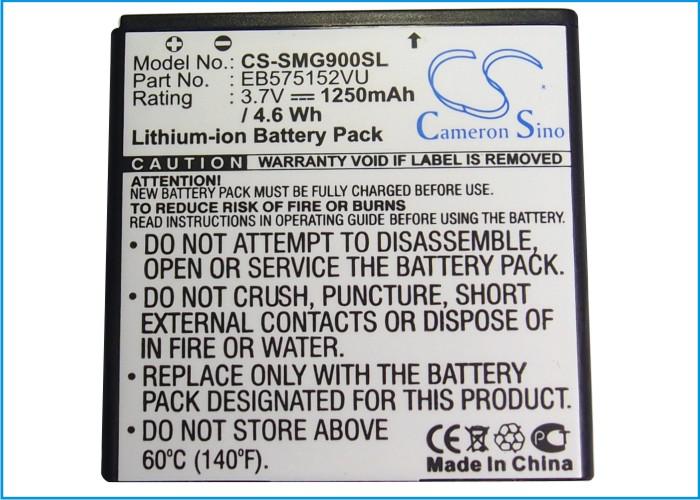 + -
Model No.: CS-SMG900SL
Part No.: EB575152VU
Rating: 3.7V ⎓ 1250mAh
/ 4.6 Wh
Lithium-ion Battery Pack
CS
Cameron Sino
CAUTION WARRANTY VOID IF LABEL IS REMOVED
ATTENTION!
NEW BATTERY PACK MUST BE FULLY CHARGED BEFORE USE.
TO REDUCE RISK OF FIRE OR BURNS
READ INSTRUCTIONS IN OPERATING GUIDE BEFORE USING THE BATTERY.
• DO NOT ATTEMPT TO DISASSEMBLE,
OPEN OR SERVICE THE BATTERY PACK.
• DO NOT CRUSH, PUNCTURE, SHORT
EXTERNAL CONTACTS OR DISPOSE
IN FIRE OR WATER.
• REPLACE ONLY WITH THE BATTERY
PACK DESIGNATED FOR THIS PRODUCT.
• DO NOT STORE ABOVE
60°C (140°F)
CE PCT
Made In China